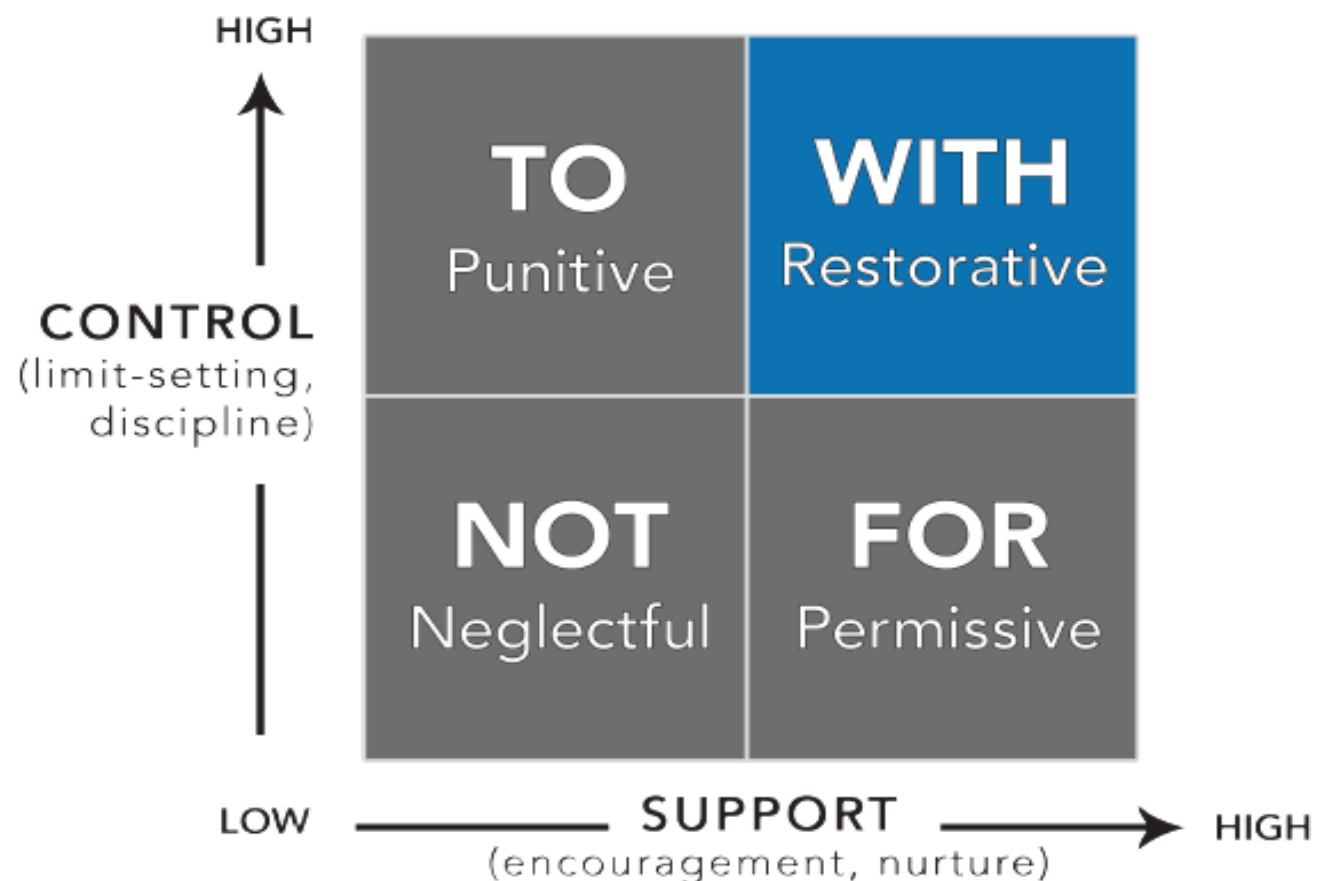 HIGH
TO
Punitive
WITH
Restorative
CONTROL
(limit-setting,
discipline)
NOT
Neglectful
FOR
Permissive
LOW
SUPPORT
HIGH
(encouragement, nurture)